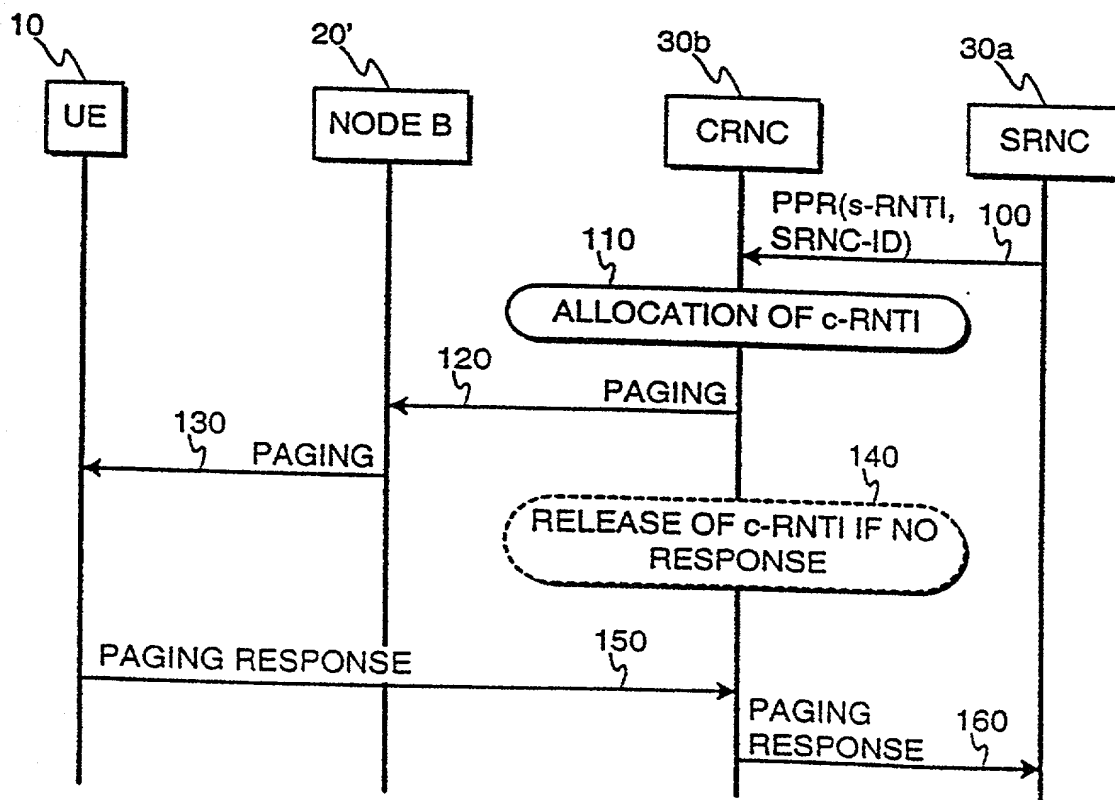 10
20'
30b
30a
UE
NODE B
CRNC
SRNC
PPR(s-RNTI,
SRNC-ID)
100
110
ALLOCATION OF c-RNTI
120
PAGING
130
PAGING
140
RELEASE OF c-RNTI IF NO
RESPONSE
150
PAGING RESPONSE
PAGING
RESPONSE
160